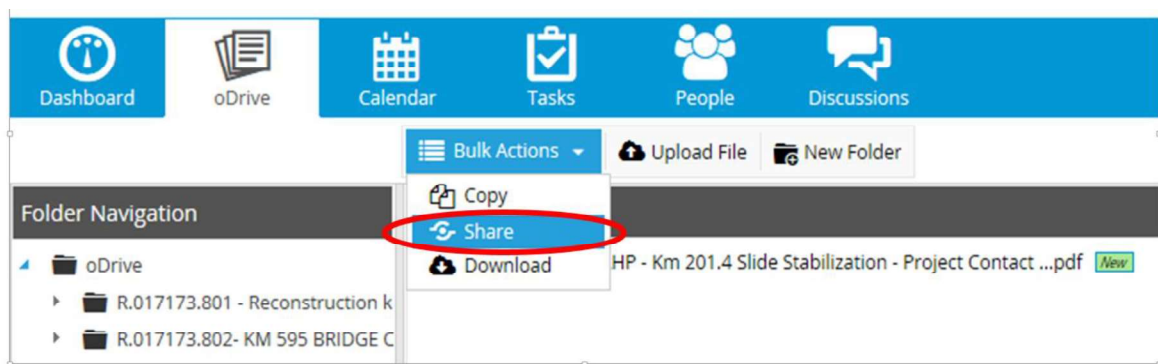 Dashboard oDrive Calendar Tasks People Discussions
Bulk Actions Upload File New Folder
Copy
Folder Navigation
Share
oDrive
Download HP - Km 201.4 Slide Stabilization - Project Contact ...pdf New
R.017173.801 - Reconstruction k
R.017173.802- KM 595 BRIDGE C